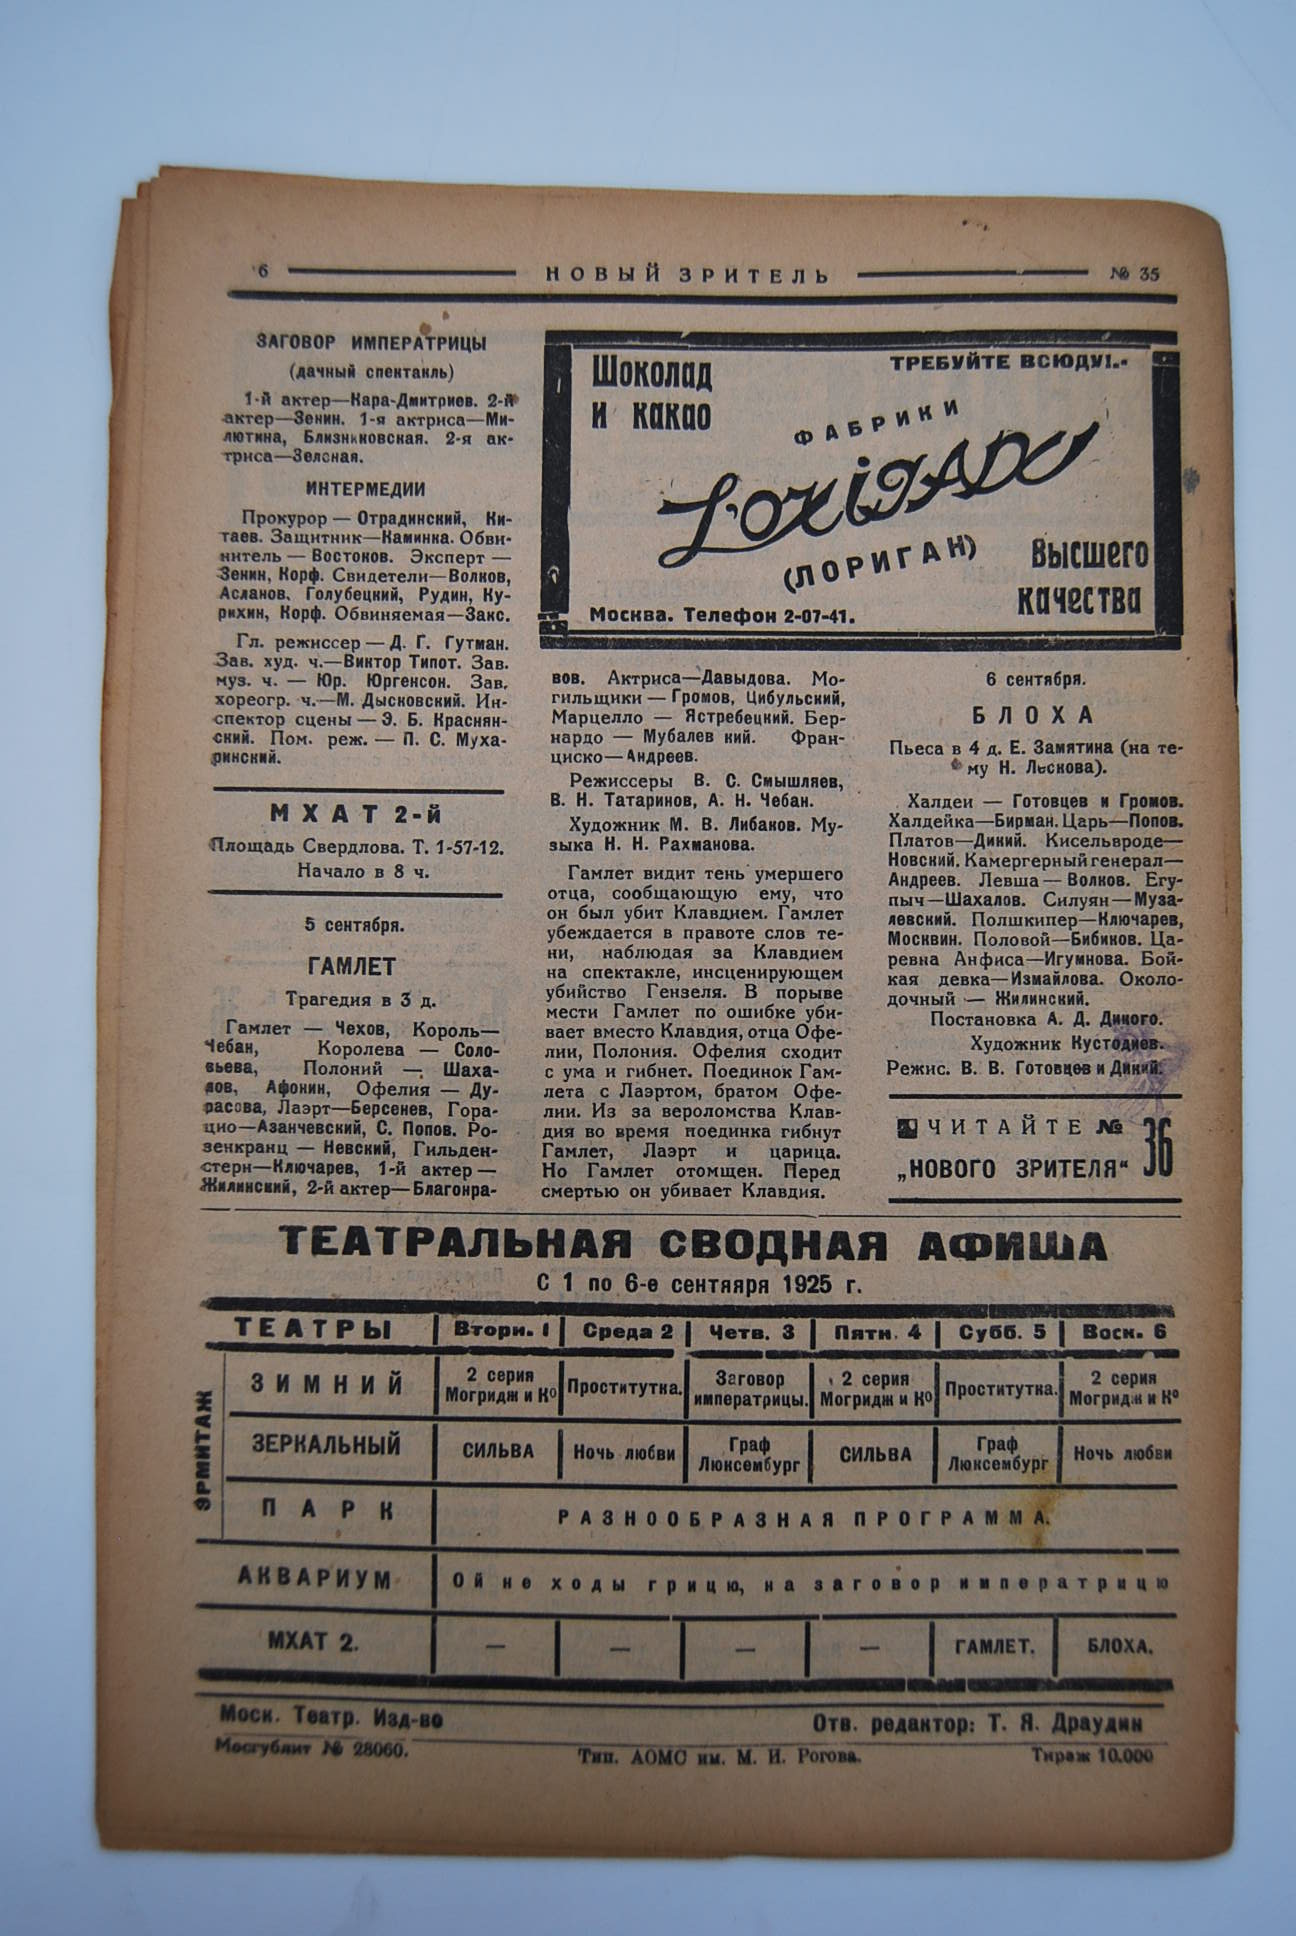 6 НОВЫЙ ЗРИТЕЛЬ № 35
ЗАГОВОР ИМПЕРАТРИЦЫ
(дачный спектакль)
1-й актер—Кара-Дмитриев. 2-й
актер—Зенин. 1-я актриса—Ми-
лютина, Близниковская. 2-я ак-
триса—Зеленая.
ИНТЕРМЕДИИ
Прокурор — Отрадинский, Ки-
таев. Защитник—Каминка. Обви-
нитель — Востоков. Эксперт —
Зенин, Корф. Свидетели—Волков,
Асланов, Голубецкий, Рудин, Ку-
рихин, Корф. Обвиняемая—Закс.
Гл. режиссер — Д. Г. Гутман.
Зав. худ. ч.—Виктор Типот. Зав.
муз. ч. — Юр. Юргенсон. Зав.
хореогр. ч.—М. Дысковский. Ин-
спектор сцены — Э. Б. Краснян-
ский. Пом. реж. — П. С. Муха-
ринский.
МХАТ 2-й
Площадь Свердлова. Т. 1-57-12.
Начало в 8 ч.
5 сентября.
ГАМЛЕТ
Трагедия в 3 д.
Гамлет — Чехов, Король—
Чебан, Королева — Соло-
вьева, Полоний — Шаха-
лов, Афонин, Офелия — Ду-
расова, Лаэрт—Берсенев, Гора-
цио—Азанчевский, С. Попов. Ро-
зенкранц — Невский, Гильден-
стерн—Ключарев, 1-й актер —
Жилинский, 2-й актер—Благонра-
Шоколад
и какао
ТРЕБУЙТЕ ВСЮДУ!..
ФАБРИКИ
L'ORIGAN
(ЛОРИГАН)
Высшего
качества
Москва. Телефон 2-07-41.
вов. Актриса—Давыдова. Мо-
гильщики — Громов, Цибульский,
Марцелло — Ястребецкий. Бер-
нардо — Мубалев кий. Фран-
циско—Андреев.
Режиссеры В. С. Смышляев,
В. Н. Татаринов, А. Н. Чебан.
Художник М. В. Либаков. Му-
зыка Н. Н. Рахманова.
Гамлет видит тень умершего
отца, сообщающую ему, что
он был убит Клавдием. Гамлет
убеждается в правоте слов те-
ни, наблюдая за Клавдием
на спектакле, инсценирующем
убийство Гензеля. В порыве
мести Гамлет по ошибке уби-
вает вместо Клавдия, отца Офе-
лии, Полония. Офелия сходит
с ума и гибнет. Поединок Гам-
лета с Лаэртом, братом Офе-
лии. Из за вероломства Клав-
дия во время поединка гибнут
Гамлет, Лаэрт и царица.
Но Гамлет отомщен. Перед
смертью он убивает Клавдия.
6 сентября.
БЛОХА
Пьеса в 4 д. Е. Замятина (на те-
му Н. Лескова).
Халдеи — Готовцев и Громов.
Халдейка—Бирман. Царь—Попов.
Платов—Дикий. Кисельвроде—
Новский. Камергерный генерал—
Андреев. Левша — Волков. Егу-
пыч—Шахалов. Силуян—Муза-
левский. Полшкипер—Ключарев,
Москвин. Половой—Бибиков. Ца-
ревна Анфиса—Игумнова. Бой-
кая девка—Измайлова. Около-
дочный — Жилинский.
Постановка А. Д. Дикого.
Художник Кустодиев.
Режис. В. В. Готовцев и Дикий.
ЧИТАЙТЕ № 36
„НОВОГО ЗРИТЕЛЯ“
ТЕАТРАЛЬНАЯ СВОДНАЯ АФИША
С 1 по 6-е сентяяря 1925 г.
ТЕАТРЫ Вторн. 1 Среда 2 Четв. 3 Пятн. 4 Субб. 5 Воск. 6
ЭРМИТАЖ
ЗИМНИЙ 2 серия Могридж и К⁰ Проститутка. Заговор императрицы. 2 серия Могридж и К⁰ Проститутка. 2 серия Могридж и К⁰
ЗЕРКАЛЬНЫЙ СИЛЬВА Ночь любви Граф Люксембург СИЛЬВА Граф Люксембург Ночь любви
ПАРК РАЗНООБРАЗНАЯ ПРОГРАММА.
АКВАРИУМ Ой не ходы грицю, на заговор императрицю
МХАТ 2. — — — — ГАМЛЕТ. БЛОХА.
Моск. Театр. Изд-во Отв. редактор: Т. Я. Драудин
Мосгублит № 28060. Тип. АОМС им. М. И. Рогова. Тираж 10.000